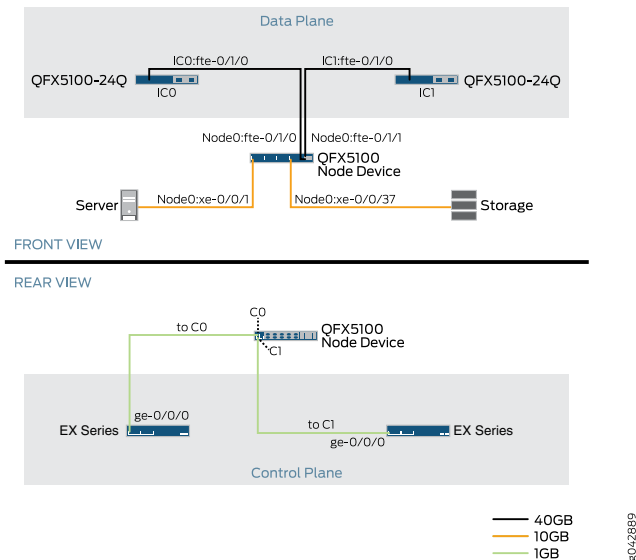 Data Plane
IC0:fte-0/1/0
IC1:fte-0/1/0
QFX5100-24Q
IC0
IC1
QFX5100-24Q
Node0:fte-0/1/0
Node0:fte-0/1/1
QFX5100
Node Device
Server
Node0:xe-0/0/1
Node0:xe-0/0/37
Storage
FRONT VIEW
REAR VIEW
C0
to C0
QFX5100
Node Device
C1
ge-0/0/0
EX Series
to C1
EX Series
ge-0/0/0
Control Plane
40GB
10GB
1GB
g042889